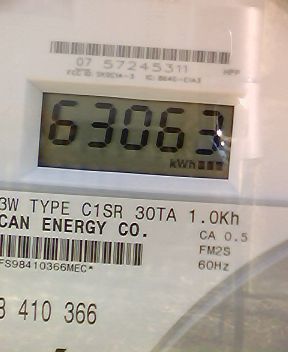 07 57245311
HPP
63063
kWh
3W TYPE C1SR 30TA 1.0Kh
CAN ENERGY CO.
CA 0.5
FM2S
60Hz
FS98410366MEC*
410 366